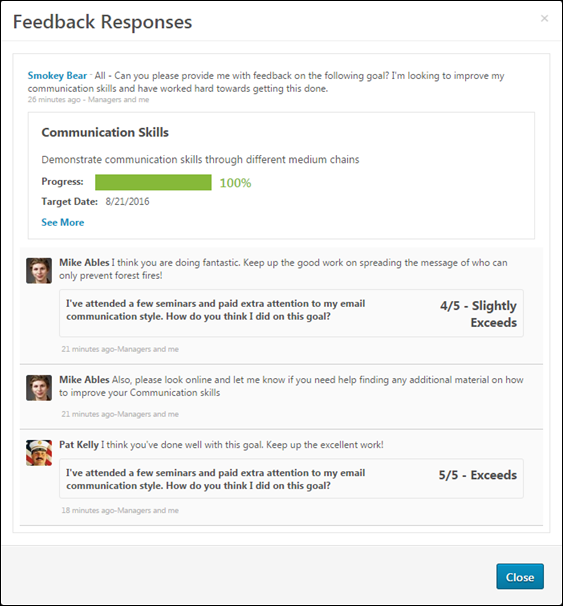 Feedback Responses
×
Smokey Bear - All - Can you please provide me with feedback on the following goal? I'm looking to improve my
communication skills and have worked hard towards getting this done.
26 minutes ago - Managers and me
Communication Skills
Demonstrate communication skills through different medium chains
Progress: 100%
Target Date: 8/21/2016
See More
Mike Ables I think you are doing fantastic. Keep up the good work on spreading the message of who can
only prevent forest fires!
I've attended a few seminars and paid extra attention to my email
communication style. How do you think I did on this goal?
4/5 - Slightly
Exceeds
21 minutes ago-Managers and me
Mike Ables Also, please look online and let me know if you need help finding any additional material on how
to improve your Communication skills
21 minutes ago-Managers and me
Pat Kelly I think you've done well with this goal. Keep up the excellent work!
I've attended a few seminars and paid extra attention to my email
communication style. How do you think I did on this goal?
5/5 - Exceeds
18 minutes ago-Managers and me
Close